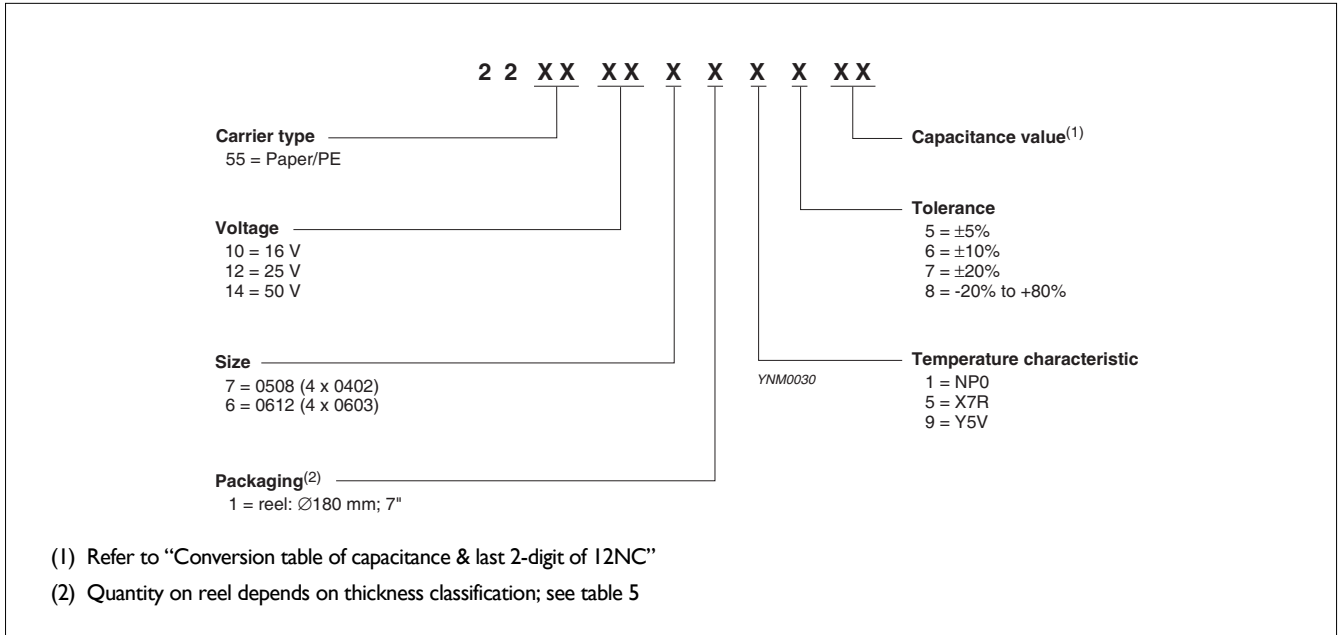 2 2 X X X X X X X X X X
Carrier type
55 = Paper/PE
Voltage
10 = 16 V
12 = 25 V
14 = 50 V
Size
7 = 0508 (4 x 0402)
6 = 0612 (4 x 0603)
Packaging(2)
1 = reel: ∅180 mm; 7"
Capacitance value(1)
Tolerance
5 = ±5%
6 = ±10%
7 = ±20%
8 = -20% to +80%
Temperature characteristic
1 = NP0
5 = X7R
9 = Y5V
YNM0030
(1) Refer to “Conversion table of capacitance & last 2-digit of 12NC”
(2) Quantity on reel depends on thickness classification; see table 5